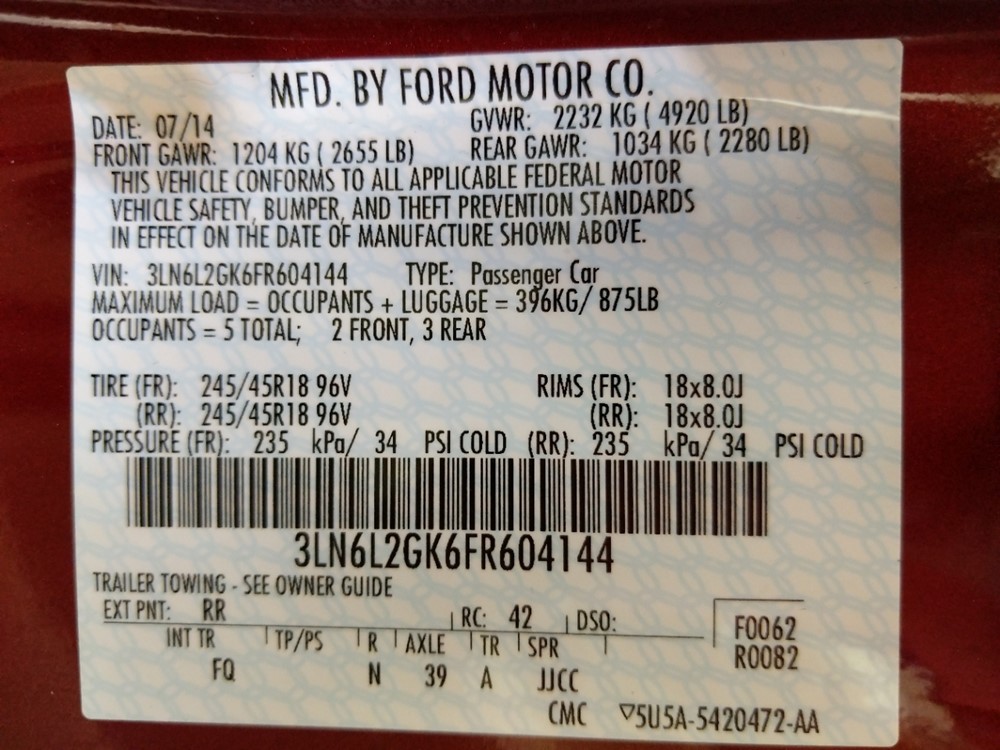 MFD. BY FORD MOTOR CO.
DATE: 07/14 GVWR: 2232 KG ( 4920 LB)
FRONT GAWR: 1204 KG ( 2655 LB) REAR GAWR: 1034 KG ( 2280 LB)
THIS VEHICLE CONFORMS TO ALL APPLICABLE FEDERAL MOTOR
VEHICLE SAFETY, BUMPER, AND THEFT PREVENTION STANDARDS
IN EFFECT ON THE DATE OF MANUFACTURE SHOWN ABOVE.
VIN: 3LN6L2GK6FR604144 TYPE: Passenger Car
MAXIMUM LOAD = OCCUPANTS + LUGGAGE = 396KG/ 875LB
OCCUPANTS = 5 TOTAL; 2 FRONT, 3 REAR
TIRE (FR): 245/45R18 96V RIMS (FR): 18x8.0J
(RR): 245/45R18 96V (RR): 18x8.0J
PRESSURE (FR): 235 kPa/ 34 PSI COLD (RR): 235 kPa/ 34 PSI COLD
3LN6L2GK6FR604144
TRAILER TOWING - SEE OWNER GUIDE
EXT PNT: RR RC: 42 DSO: F0062
INT TR TP/PS R AXLE TR SPR R0082
FQ N 39 A JJCC
CMC ▽5U5A-5420472-AA